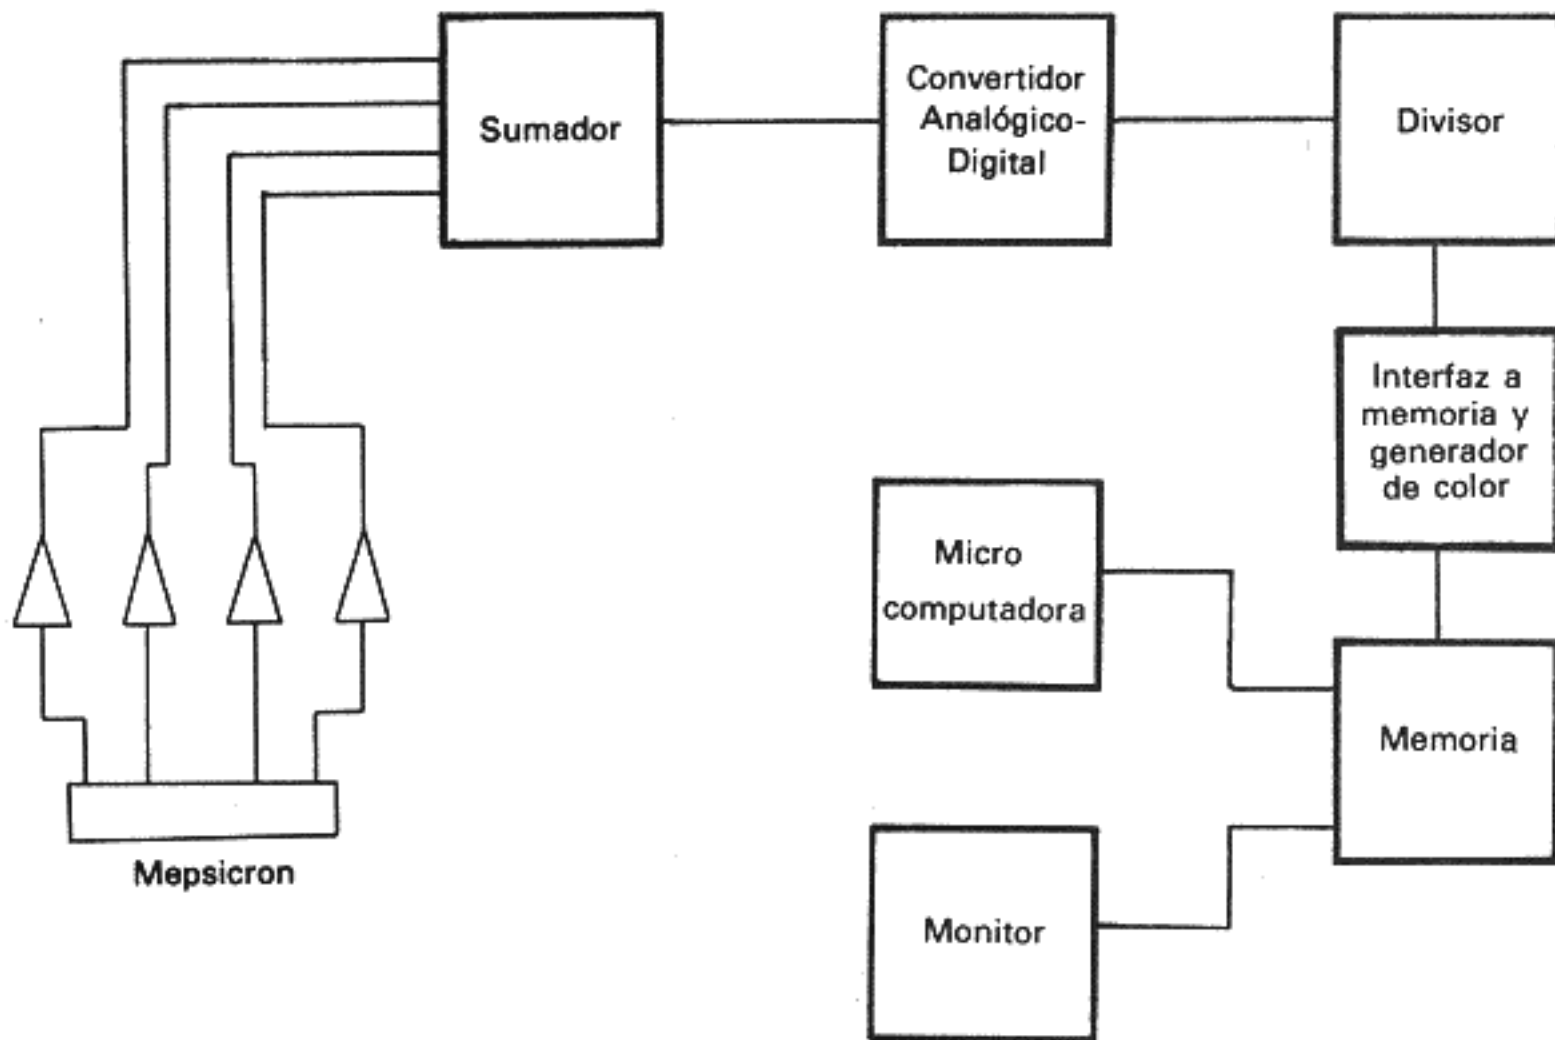 Sumador
Convertidor
Analógico-
Digital
Divisor
Interfaz a
memoria y
generador
de color
Micro
computadora
Memoria
Monitor
Mepsicron